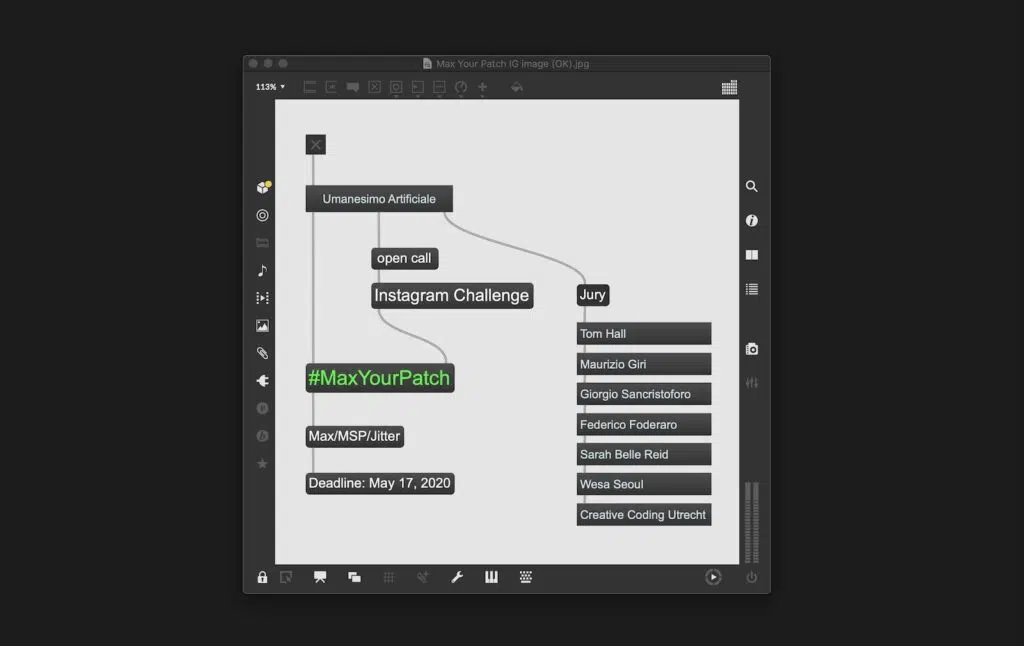 Max Your Patch IG image (OK).jpg
113%
Umanesimo Artificiale
open call
Instagram Challenge
#MaxYourPatch
Max/MSP/Jitter
Deadline: May 17, 2020
Jury
Tom Hall
Maurizio Giri
Giorgio Sancristoforo
Federico Foderaro
Sarah Belle Reid
Wesa Seoul
Creative Coding Utrecht